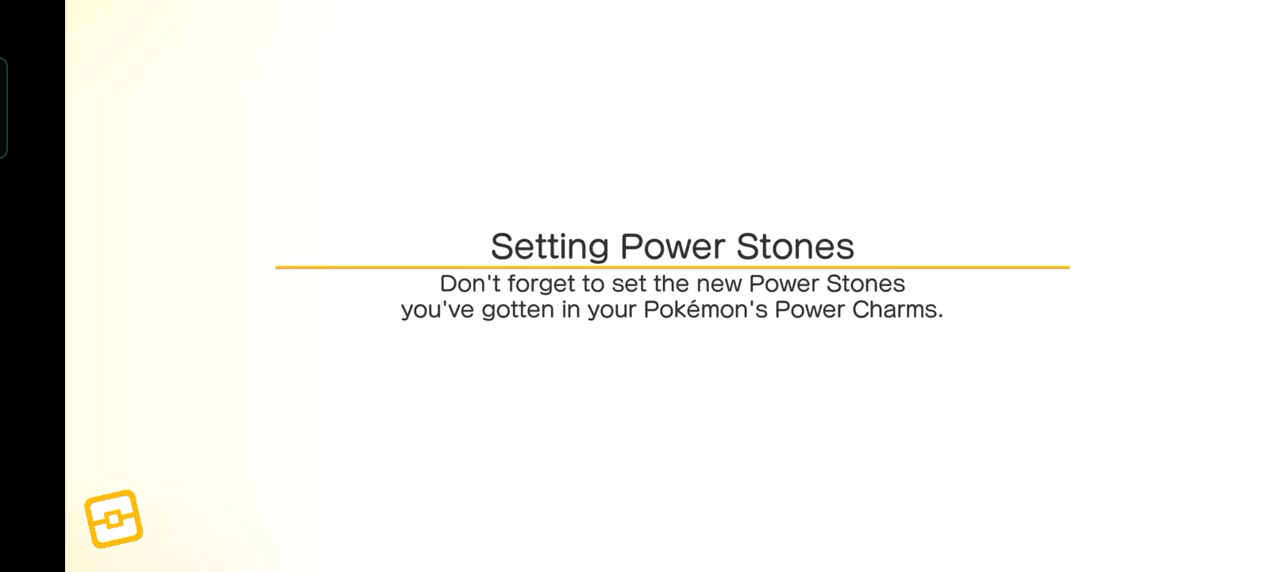 Setting Power Stones
Don't forget to set the new Power Stones
you've gotten in your Pokémon's Power Charms.